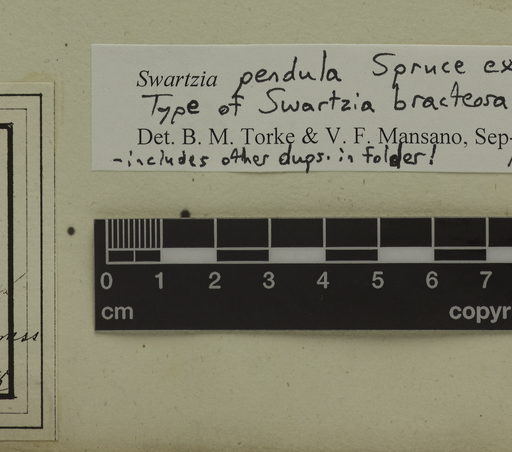 Swartzia pendula Spruce ex
Type of Swartzia bracteosa
Det. B. M. Torke & V. F. Mansano, Sep-
-includes other dups. in folder!
0 1 2 3 4 5 6 7
cm copyr